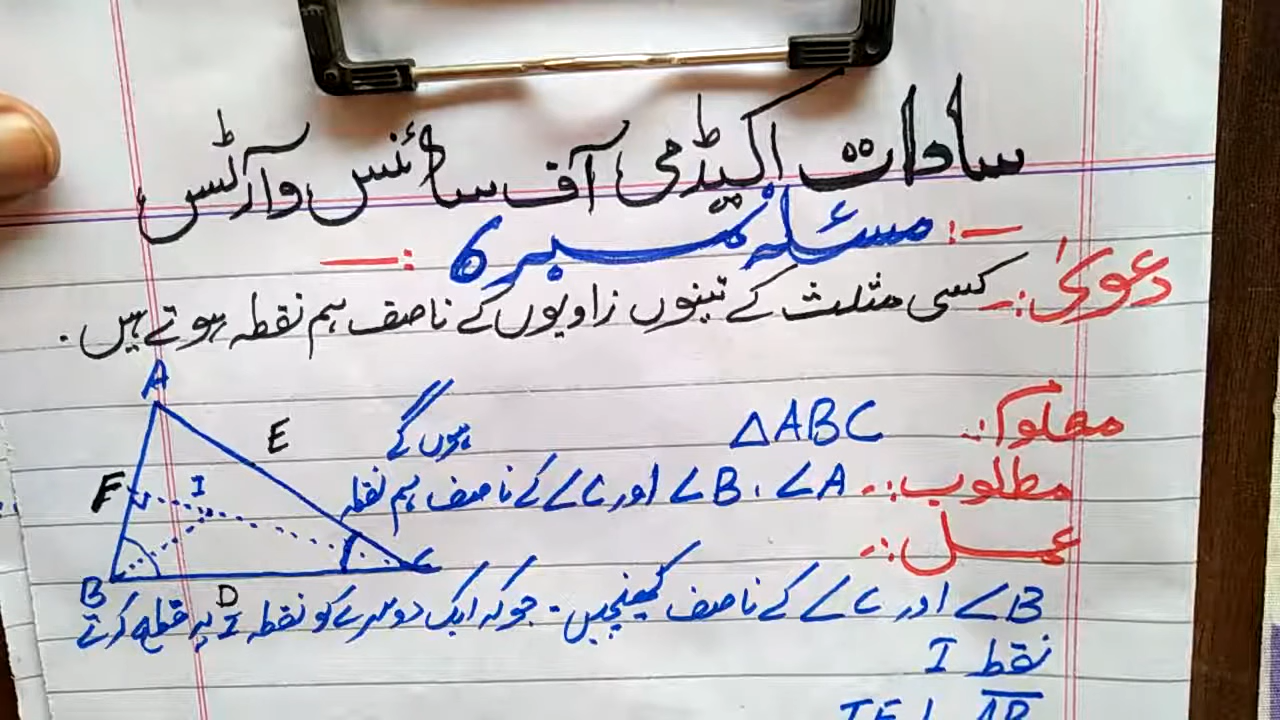 سادات اکیڈمی آف سائنس و آرٹس
-: مسئلہ نمبر 6 :-
دعویٰ:- کسی مثلث کے تینوں زاویوں کے ناصف ہم نقطہ ہوتے ہیں۔
معلوم:- △ABC
مطلوب:- ∠A ، ∠B اور ∠C کے ناصف ہم نقطہ ہوں گے
عمل:-
∠B اور ∠C کے ناصف کھینچیں۔ جو کہ ایک دوسرے کو نقطہ I پر قطع کرتے
نقطہ I
AB
A
E
F
I
B
D
C